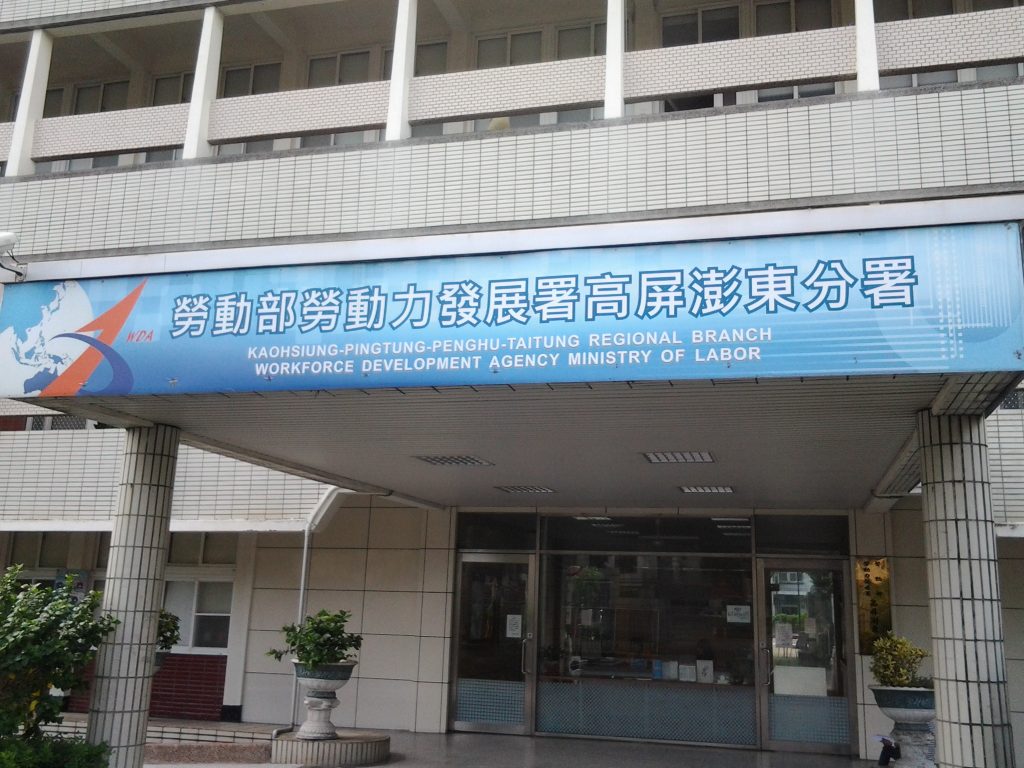 勞動部勞動力發展署高屏澎東分署
WDA
KAOHSIUNG-PINGTUNG-PENGHU-TAITUNG REGIONAL BRANCH
WORKFORCE DEVELOPMENT AGENCY MINISTRY OF LABOR